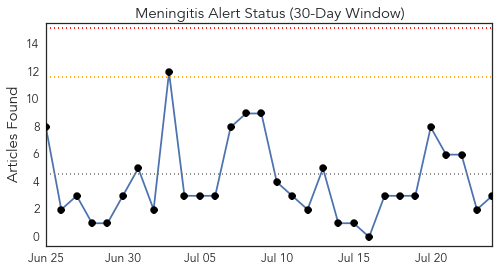 Meningitis Alert Status (30-Day Window)
Articles Found
14
12
10
8
6
4
2
0
Jun 25 Jun 30 Jul 05 Jul 10 Jul 15 Jul 20